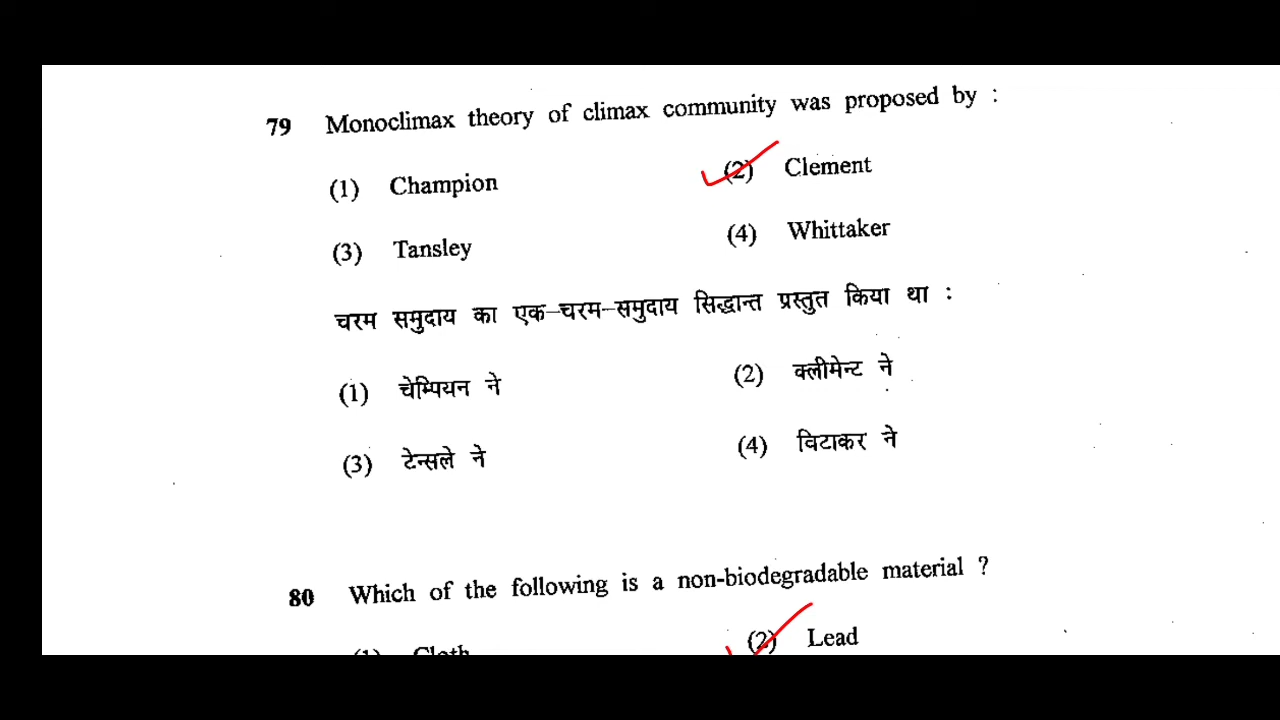 79 Monoclimax theory of climax community was proposed by :
(1) Champion (2) Clement
(3) Tansley (4) Whittaker
चरम समुदाय का एक-चरम-समुदाय सिद्धान्त प्रस्तुत किया था :
(1) चेम्पियन ने (2) क्लीमेन्ट ने
(3) टेन्सले ने (4) विटाकर ने
80 Which of the following is a non-biodegradable material ?
(1) Cloth (2) Lead